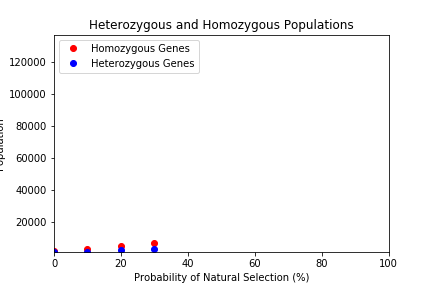 Heterozygous and Homozygous Populations
Homozygous Genes
Heterozygous Genes
120000
100000
80000
60000
40000
20000
0 20 40 60 80 100
Probability of Natural Selection (%)